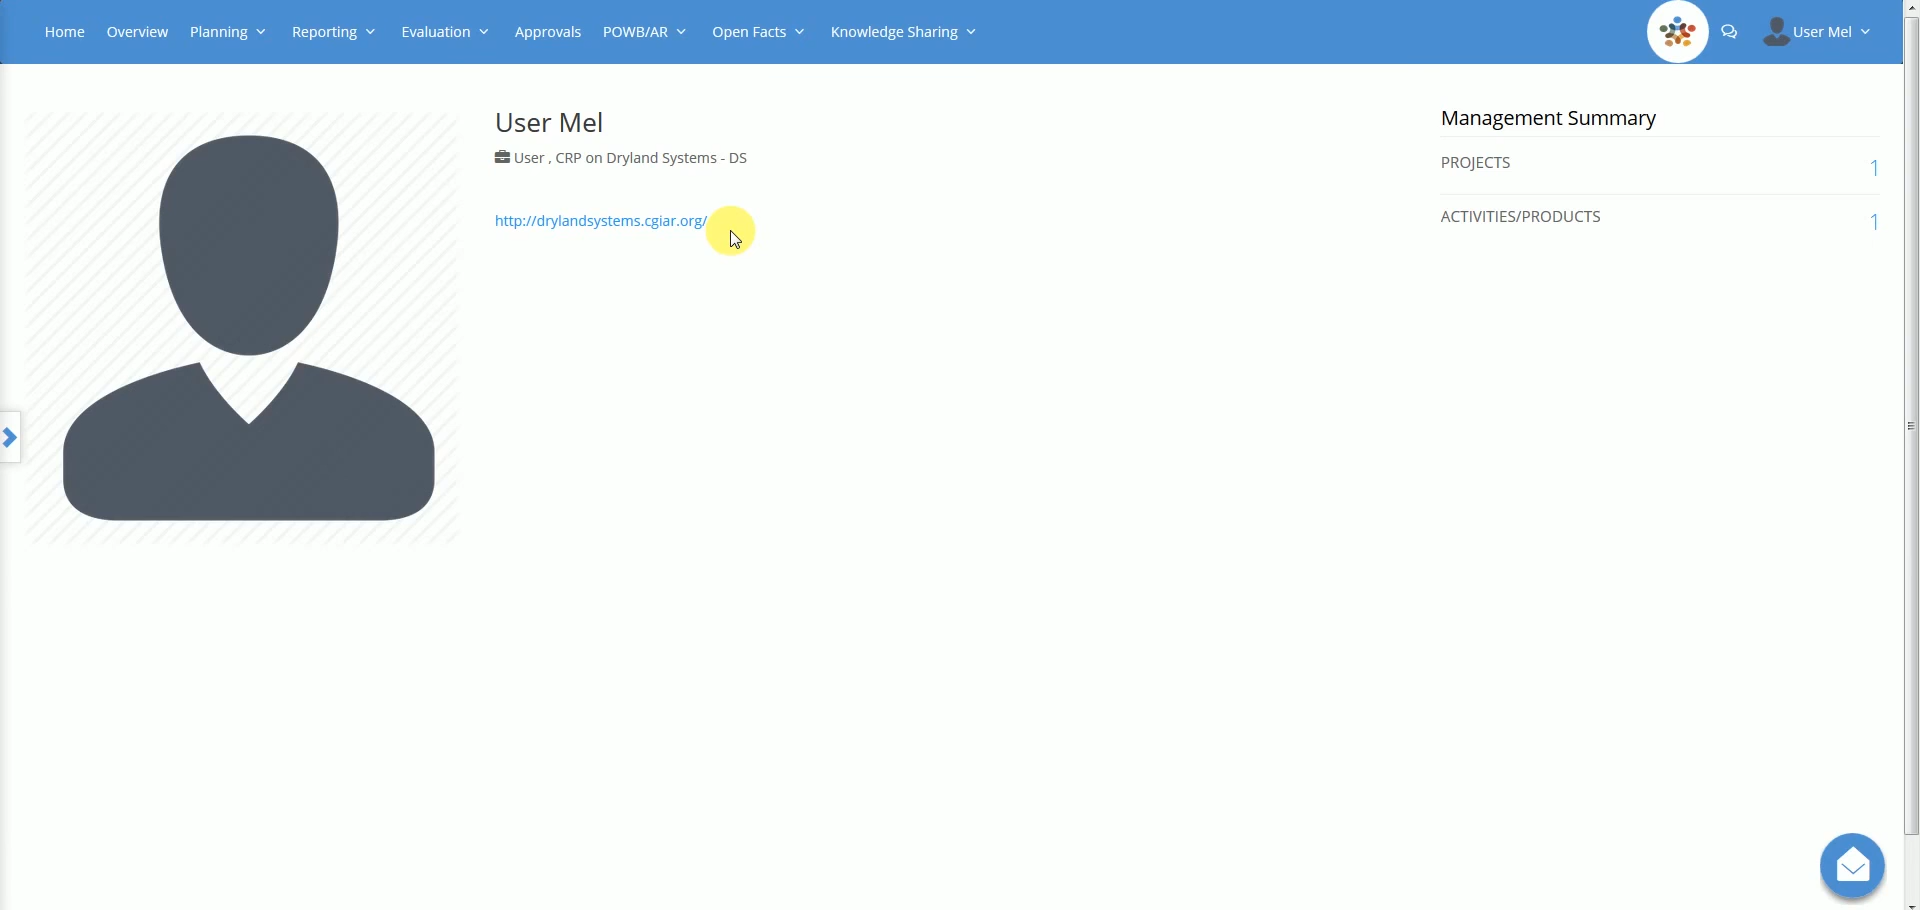 Home Overview Planning Reporting Evaluation Approvals POWB/AR Open Facts Knowledge Sharing User Mel
User Mel
User , CRP on Dryland Systems - DS
http://drylandsystems.cgiar.org/
Management Summary
PROJECTS 1
ACTIVITIES/PRODUCTS 1